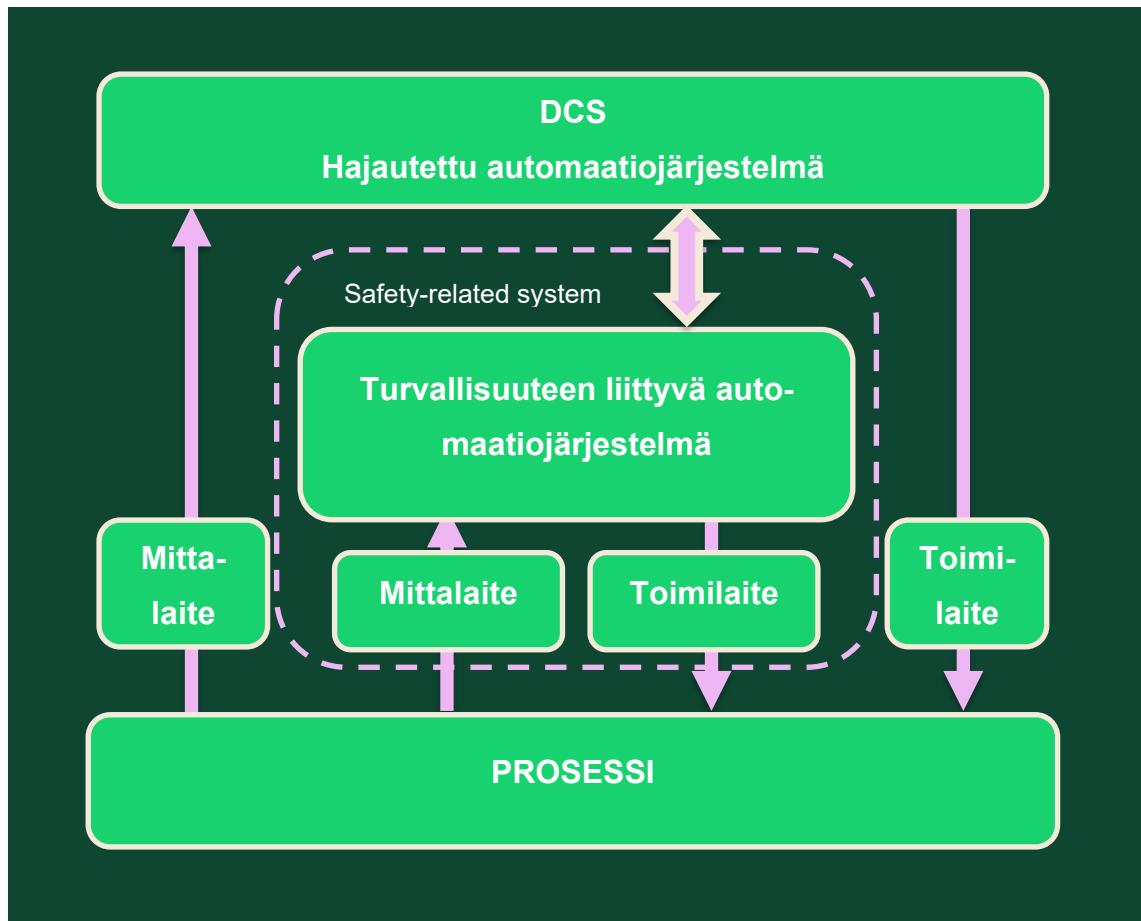 DCS
Hajautettu automaatiojärjestelmä
Safety-related system
Turvallisuuteen liittyvä auto-
maatiojärjestelmä
Mitta-
laite
Mittalaite
Toimilaite
Toimi-
laite
PROSESSI